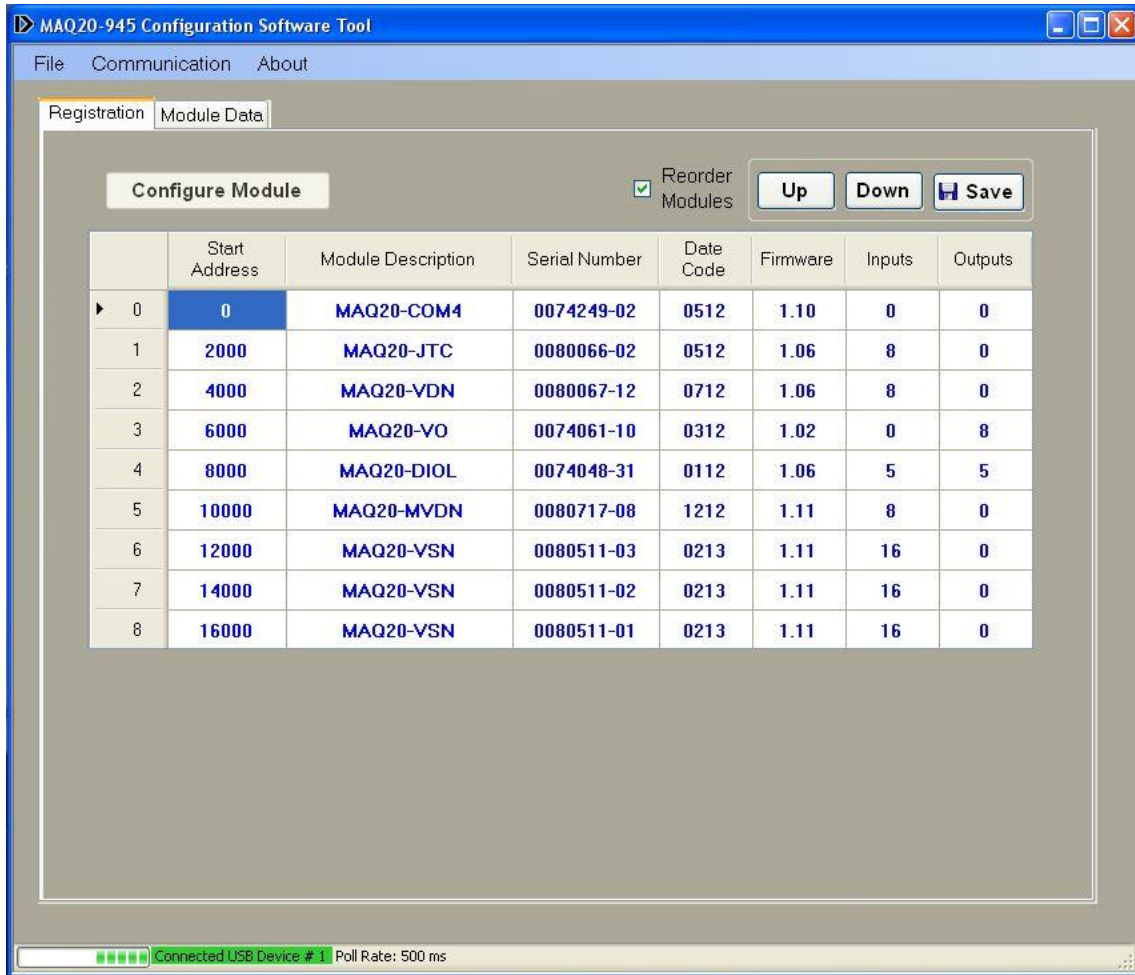 MAQ20-945 Configuration Software Tool
File Communication About
Registration Module Data
Configure Module
Reorder
Modules
Up Down Save
Start Address Module Description Serial Number Date Code Firmware Inputs Outputs
0 0 MAQ20-COM4 0074249-02 0512 1.10 0 0
1 2000 MAQ20-JTC 0080066-02 0512 1.06 8 0
2 4000 MAQ20-VDN 0080067-12 0712 1.06 8 0
3 6000 MAQ20-VO 0074061-10 0312 1.02 0 8
4 8000 MAQ20-DIOL 0074048-31 0112 1.06 5 5
5 10000 MAQ20-MVDN 0080717-08 1212 1.11 8 0
6 12000 MAQ20-VSN 0080511-03 0213 1.11 16 0
7 14000 MAQ20-VSN 0080511-02 0213 1.11 16 0
8 16000 MAQ20-VSN 0080511-01 0213 1.11 16 0
Connected USB Device # 1 Poll Rate: 500 ms